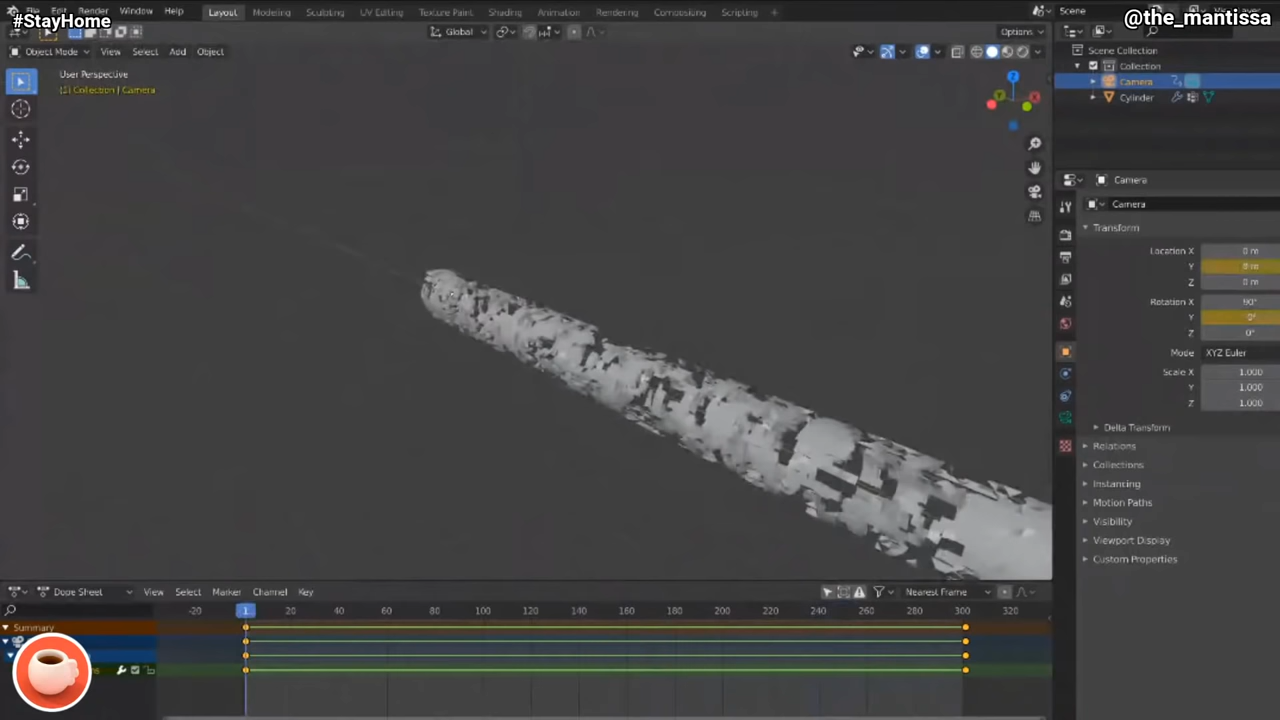 #StayHome
@the_mantissa
File Edit Render Window Help
Layout Modeling Sculpting UV Editing Texture Paint Shading Animation Rendering Compositing Scripting +
Scene
Global
Options
Object Mode View Select Add Object
User Perspective
(1) Collection | Camera
Scene Collection
Collection
Camera
Cylinder
Camera
Camera
Transform
Location X 0 m
Y 0 m
Z 0 m
Rotation X 90°
Y 0°
Z 0°
Mode XYZ Euler
Scale X 1.000
Y 1.000
Z 1.000
Delta Transform
Relations
Collections
Instancing
Motion Paths
Visibility
Viewport Display
Custom Properties
Dope Sheet View Select Marker Channel Key Nearest Frame
-20 1 20 40 60 80 100 120 140 160 180 200 220 240 260 280 300 320
Summary